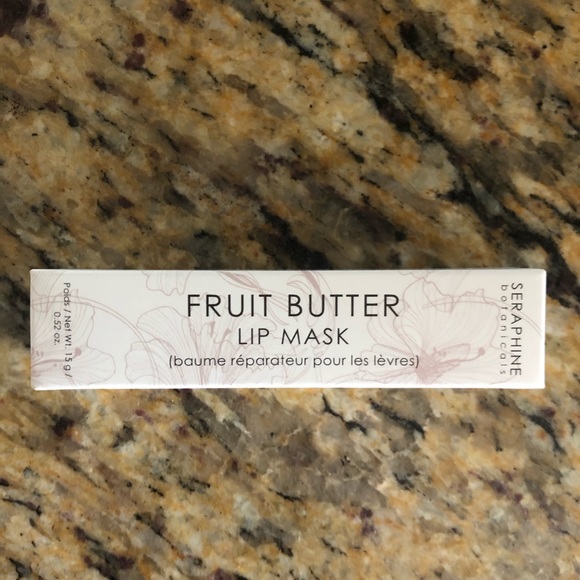 FRUIT BUTTER
LIP MASK
(baume réparateur pour les lèvres)
SERAPHINE
botanicals
Poids / Net Wt. 15 g /
0.52 oz.